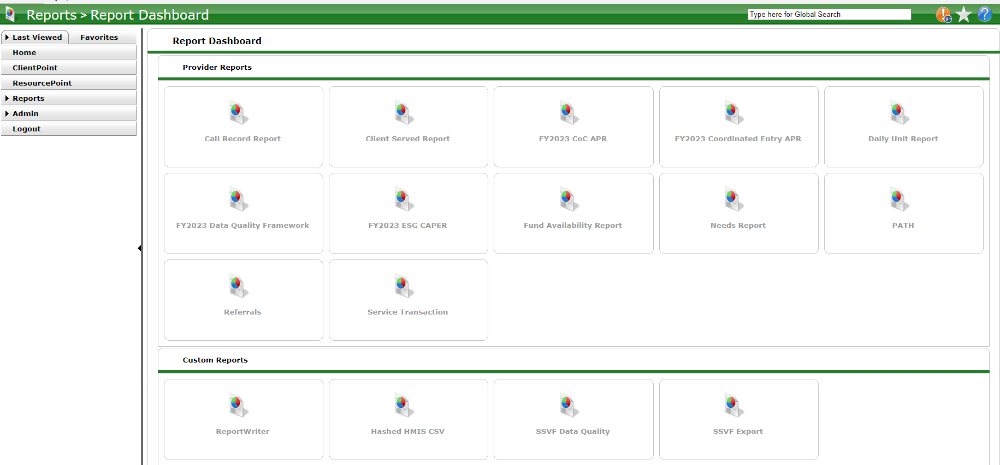 Reports > Report Dashboard
Type here for Global Search
9+
?
Last Viewed
Favorites
Home
ClientPoint
ResourcePoint
Reports
Admin
Logout
Report Dashboard
Provider Reports
Call Record Report
Client Served Report
FY2023 CoC APR
FY2023 Coordinated Entry APR
Daily Unit Report
FY2023 Data Quality Framework
FY2023 ESG CAPER
Fund Availability Report
Needs Report
PATH
Referrals
Service Transaction
Custom Reports
ReportWriter
Hashed HMIS CSV
SSVF Data Quality
SSVF Export